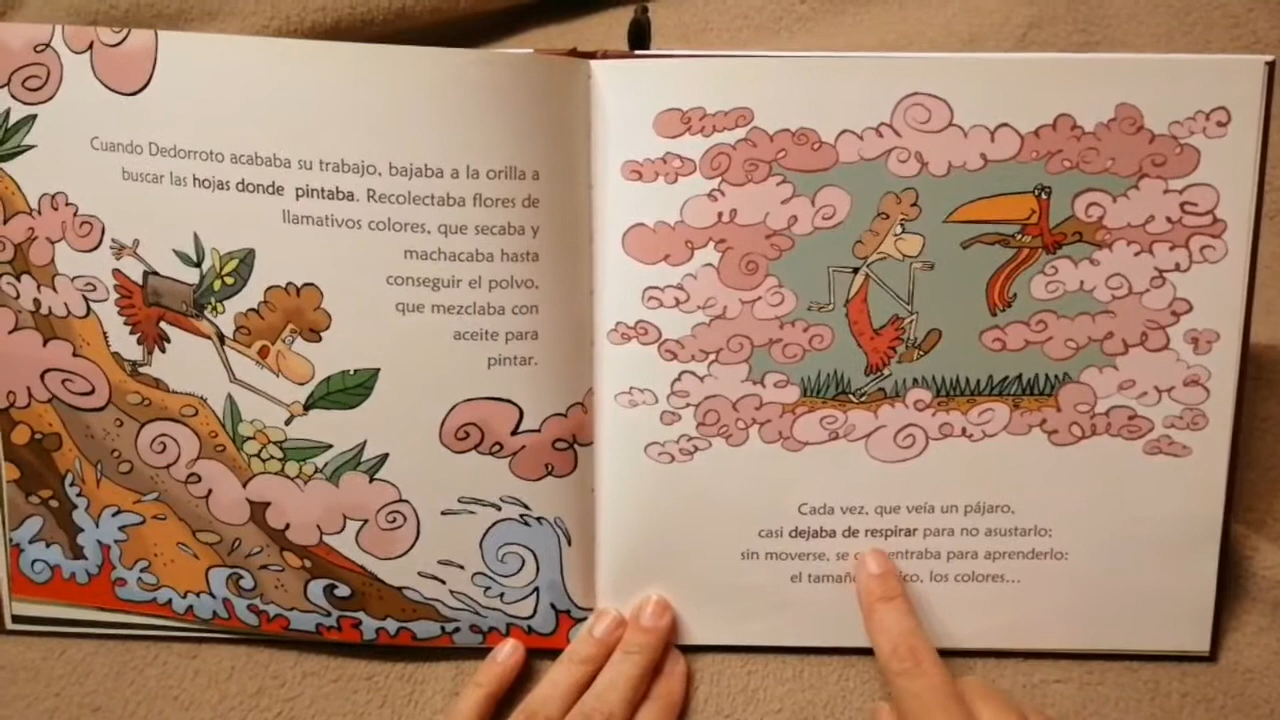 Cuando Dedorroto acababa su trabajo, bajaba a la orilla a
buscar las hojas donde pintaba. Recolectaba flores de
llamativos colores, que secaba y
machacaba hasta
conseguir el polvo,
que mezclaba con
aceite para
pintar.
Cada vez, que veía un pájaro,
casi dejaba de respirar para no asustarlo;
sin moverse, se para aprenderlo:
el los colores...